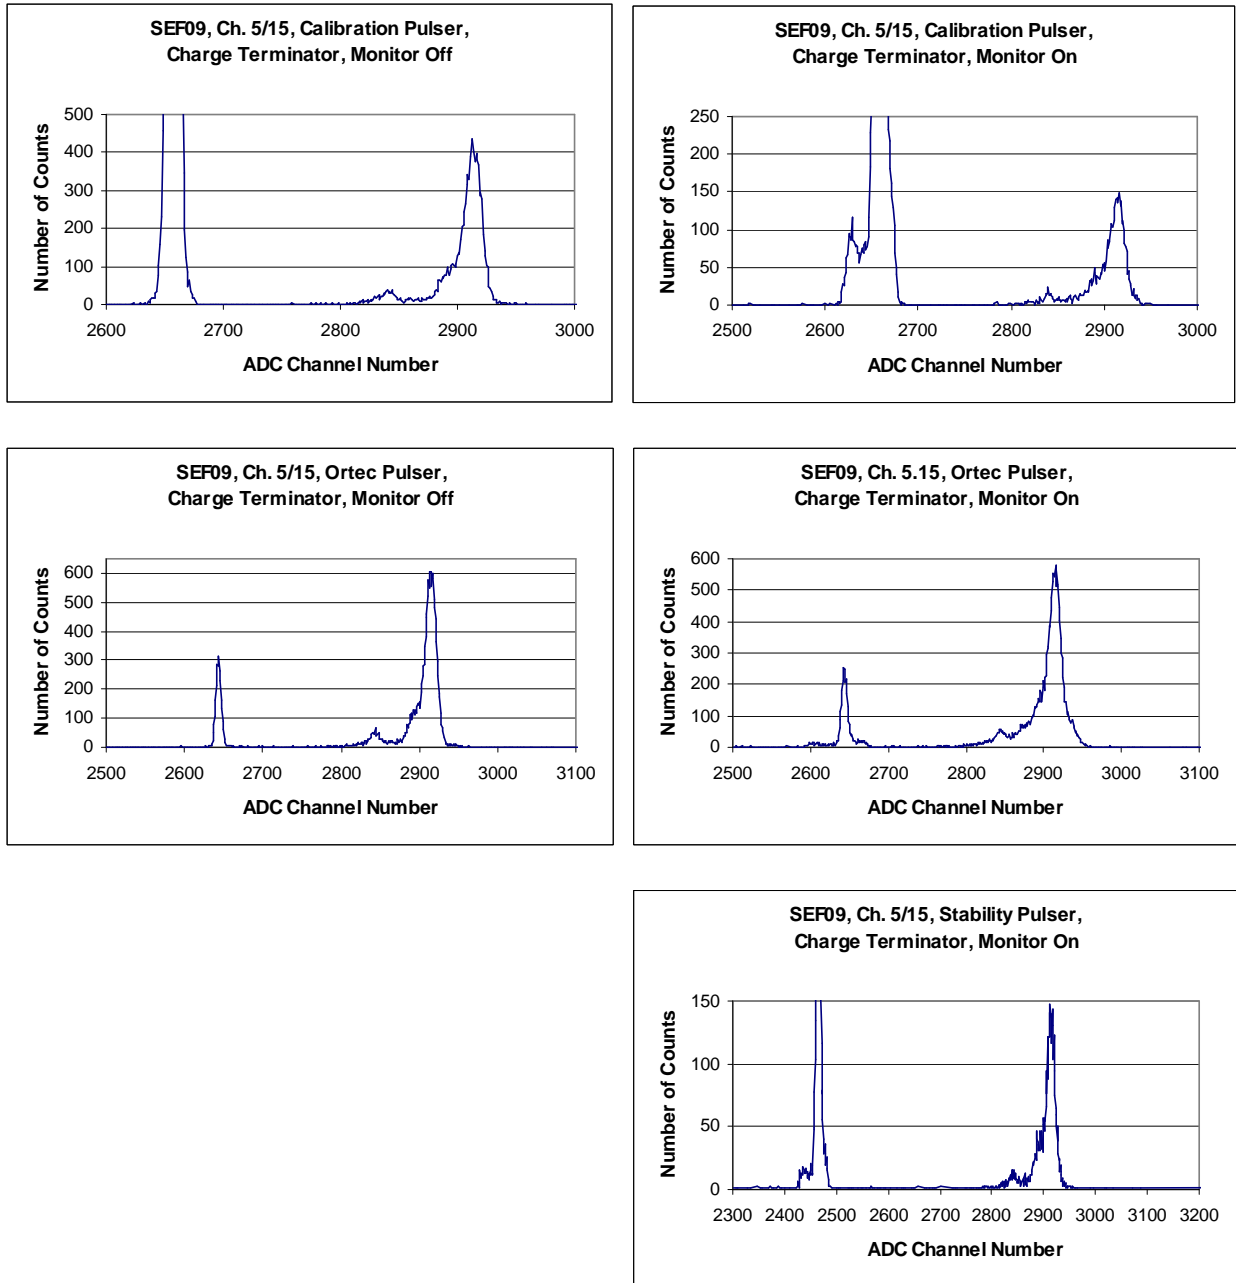 SEF09, Ch. 5/15, Calibration Pulser,
Charge Terminator, Monitor Off
500
400
300
200
100
0
2600 2700 2800 2900 3000
Number of Counts
ADC Channel Number
SEF09, Ch. 5/15, Calibration Pulser,
Charge Terminator, Monitor On
250
200
150
100
50
0
2500 2600 2700 2800 2900 3000
Number of Counts
ADC Channel Number
SEF09, Ch. 5/15, Ortec Pulser,
Charge Terminator, Monitor Off
600
500
400
300
200
100
0
2500 2600 2700 2800 2900 3000 3100
Number of Counts
ADC Channel Number
SEF09, Ch. 5.15, Ortec Pulser,
Charge Terminator, Monitor On
600
500
400
300
200
100
0
2500 2600 2700 2800 2900 3000 3100
Number of Counts
ADC Channel Number
SEF09, Ch. 5/15, Stability Pulser,
Charge Terminator, Monitor On
150
100
50
0
2300 2400 2500 2600 2700 2800 2900 3000 3100 3200
Number of Counts
ADC Channel Number